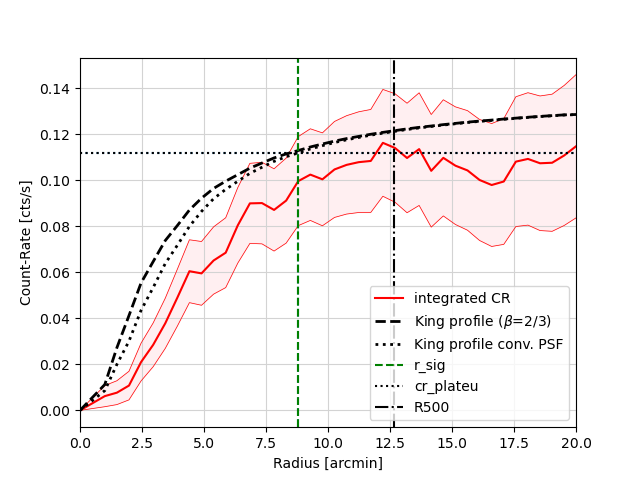 0.14
0.12
0.10
0.08
0.06
0.04
0.02
0.00
Count-Rate [cts/s]
integrated CR
King profile (β=2/3)
King profile conv. PSF
r_sig
cr_plateu
R500
0.0 2.5 5.0 7.5 10.0 12.5 15.0 17.5 20.0
Radius [arcmin]